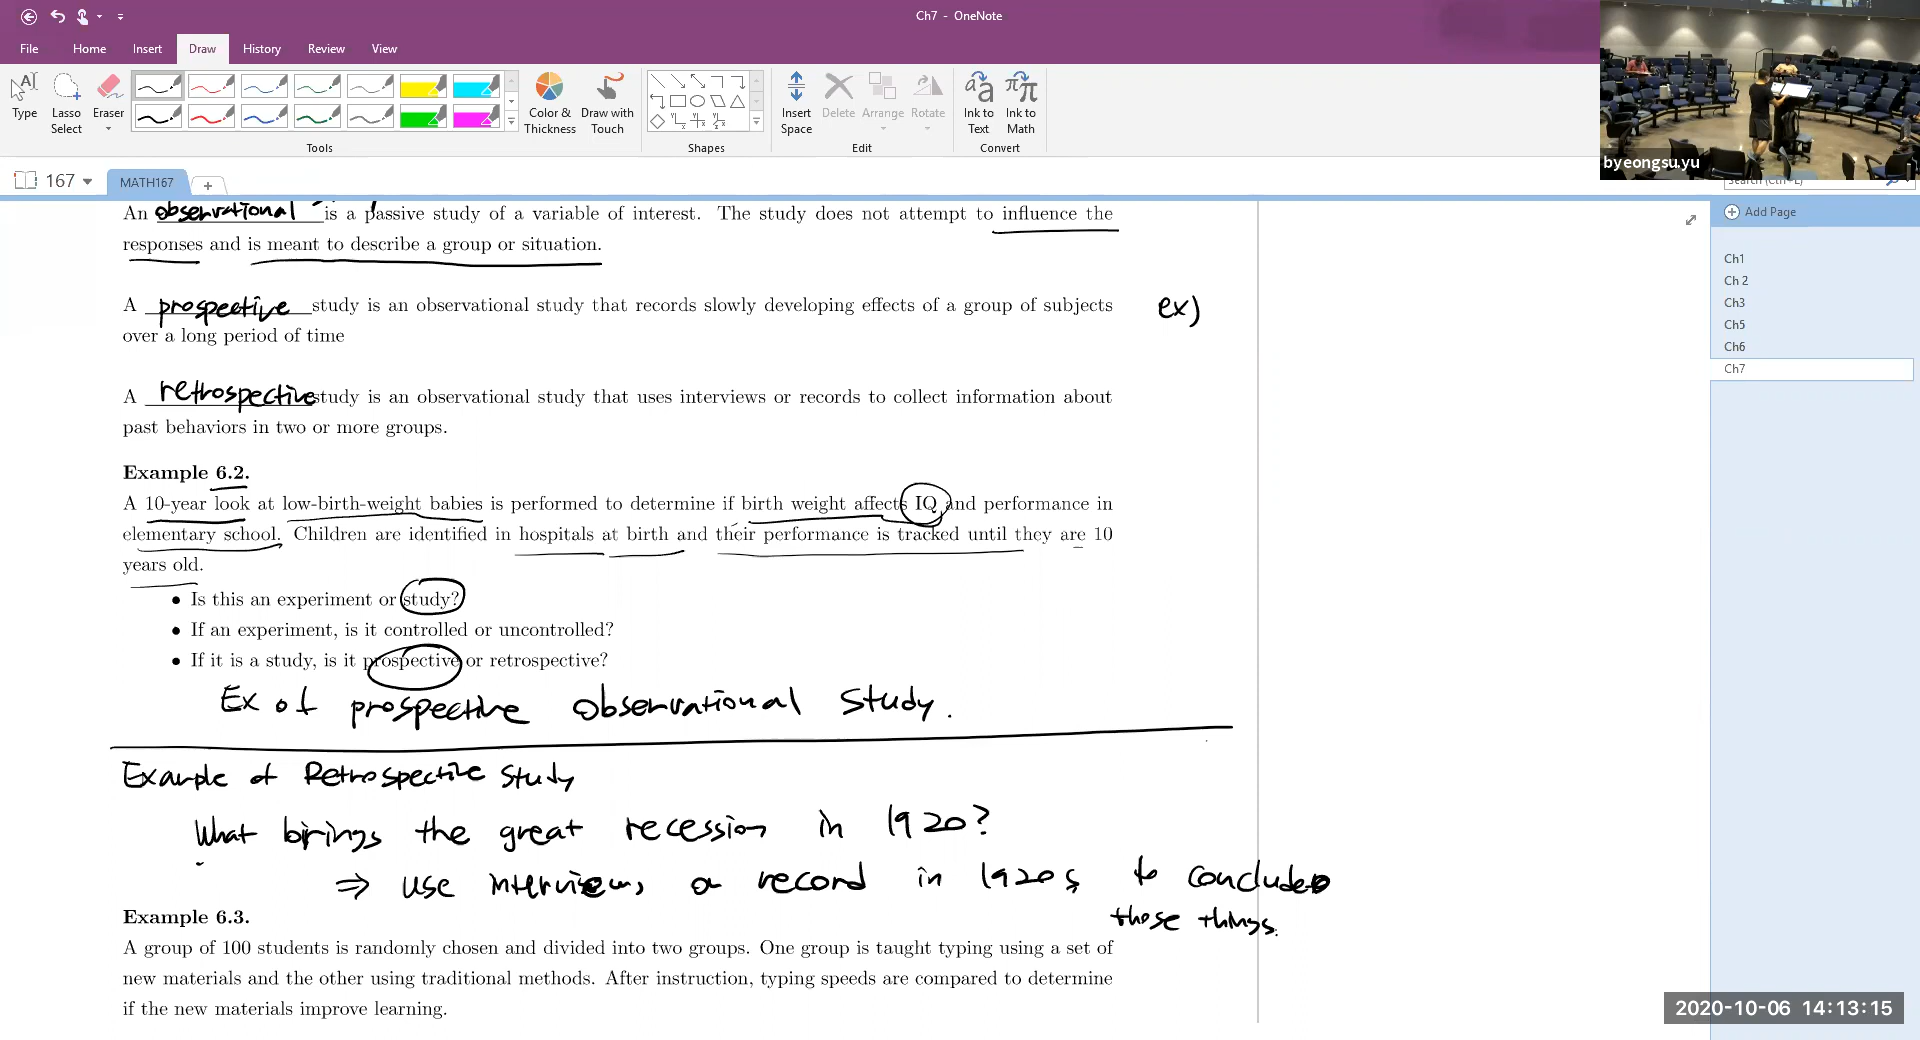 Ch7 - OneNote
File Home Insert Draw History Review View
Type Lasso Select Eraser Color & Thickness Draw with Touch Insert Space Delete Arrange Rotate Ink to Text Ink to Math
Tools Shapes Edit Convert
byeongsu.yu
167 MATH167
Search (Ctrl+E)
Add Page
Ch1
Ch 2
Ch3
Ch5
Ch6
Ch7
An observational is a passive study of a variable of interest. The study does not attempt to influence the
responses and is meant to describe a group or situation.
A prospective study is an observational study that records slowly developing effects of a group of subjects
over a long period of time
ex)
A retrospective study is an observational study that uses interviews or records to collect information about
past behaviors in two or more groups.
Example 6.2.
A 10-year look at low-birth-weight babies is performed to determine if birth weight affects IQ and performance in
elementary school. Children are identified in hospitals at birth and their performance is tracked until they are 10
years old.
• Is this an experiment or study?
• If an experiment, is it controlled or uncontrolled?
• If it is a study, is it prospective or retrospective?
Ex of prospective observational study.
Example of Retrospective study
What brings the great recession in 1920?
⇒ use interviews or record in 1920s to conclude
those things.
Example 6.3.
A group of 100 students is randomly chosen and divided into two groups. One group is taught typing using a set of
new materials and the other using traditional methods. After instruction, typing speeds are compared to determine
if the new materials improve learning.
2020-10-06 14:13:15